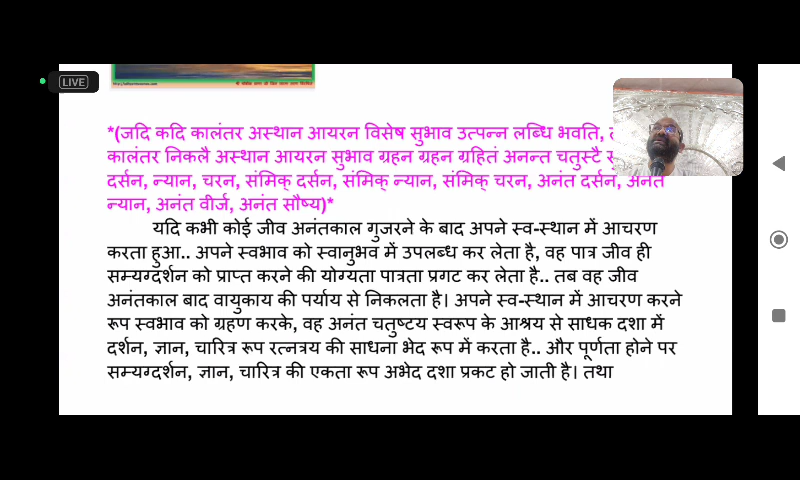 LIVE
*(जदि कदि कालंतर अस्थान आयरन विसेष सुभाव उत्पन्न लब्धि भवति,
कालंतर निकलै अस्थान आयरन सुभाव ग्रहन ग्रहन ग्रहितं अनन्त चतुस्टै
दर्सन, न्यान, चरन, संमिक् दर्सन, संमिक् न्यान, संमिक् चरन, अनंत दर्सन, अनंत
न्यान, अनंत वीर्ज, अनंत सौष्य)*
यदि कभी कोई जीव अनंतकाल गुजरने के बाद अपने स्व-स्थान में आचरण
करता हुआ.. अपने स्वभाव को स्वानुभव में उपलब्ध कर लेता है, वह पात्र जीव ही
सम्यग्दर्शन को प्राप्त करने की योग्यता पात्रता प्रगट कर लेता है.. तब वह जीव
अनंतकाल बाद वायुकाय की पर्याय से निकलता है। अपने स्व-स्थान में आचरण करने
रूप स्वभाव को ग्रहण करके, वह अनंत चतुष्टय स्वरूप के आश्रय से साधक दशा में
दर्शन, ज्ञान, चारित्र रूप रत्नत्रय की साधना भेद रूप में करता है.. और पूर्णता होने पर
सम्यग्दर्शन, ज्ञान, चारित्र की एकता रूप अभेद दशा प्रकट हो जाती है। तथा